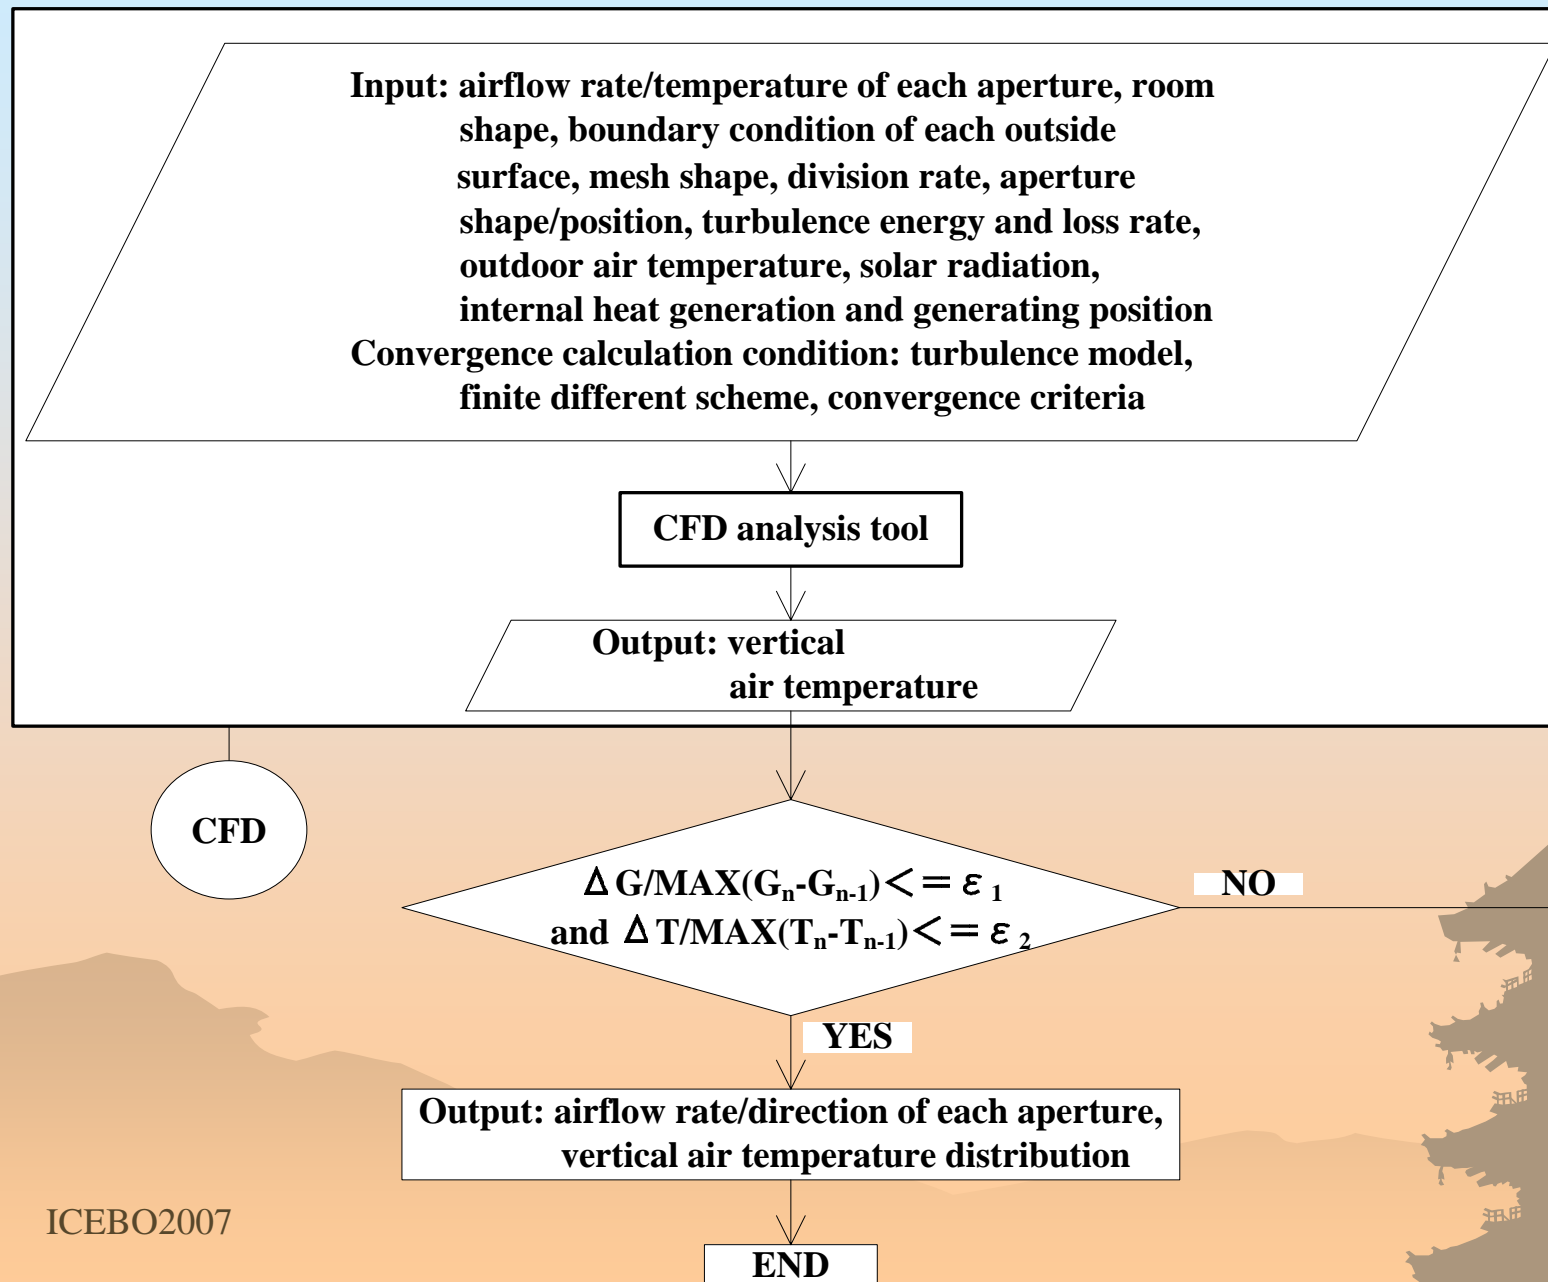 Input: airflow rate/temperature of each aperture, room
shape, boundary condition of each outside
surface, mesh shape, division rate, aperture
shape/position, turbulence energy and loss rate,
outdoor air temperature, solar radiation,
internal heat generation and generating position
Convergence calculation condition: turbulence model,
finite different scheme, convergence criteria
CFD analysis tool
Output: vertical
air temperature
CFD
ΔG/MAX(Gn-Gn-1)<=ε1
and ΔT/MAX(Tn-Tn-1)<=ε2
NO
YES
Output: airflow rate/direction of each aperture,
vertical air temperature distribution
ICEBO2007
END